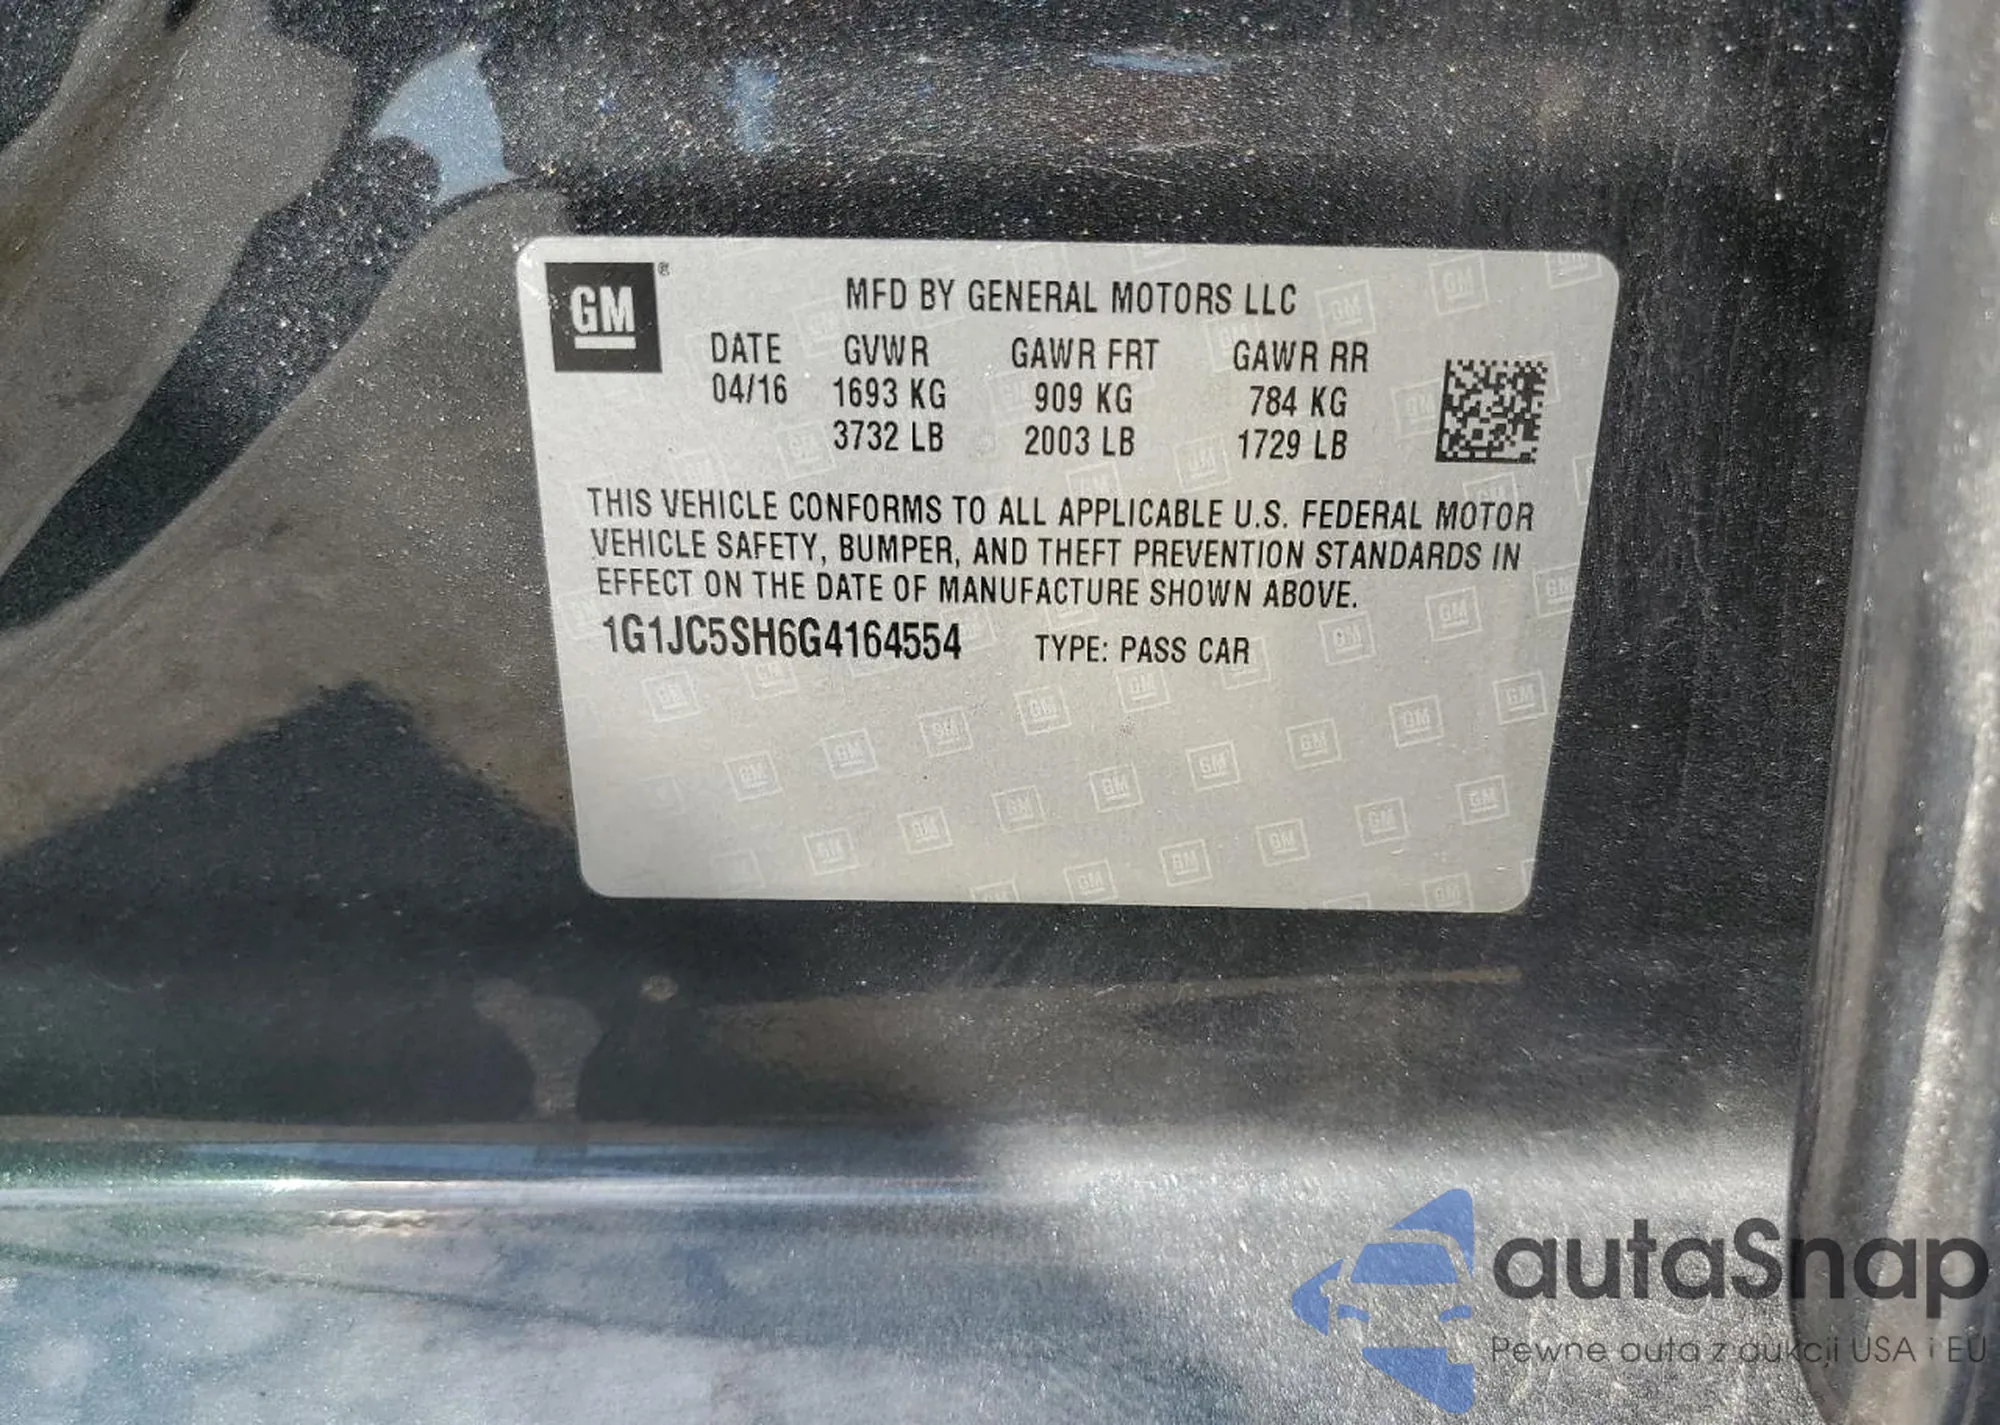 GM®
MFD BY GENERAL MOTORS LLC
DATE GVWR GAWR FRT GAWR RR
04/16 1693 KG 909 KG 784 KG
3732 LB 2003 LB 1729 LB
THIS VEHICLE CONFORMS TO ALL APPLICABLE U.S. FEDERAL MOTOR
VEHICLE SAFETY, BUMPER, AND THEFT PREVENTION STANDARDS IN
EFFECT ON THE DATE OF MANUFACTURE SHOWN ABOVE.
1G1JC5SH6G4164554 TYPE: PASS CAR
autaSnap
Pewne auta z aukcji USA i EU